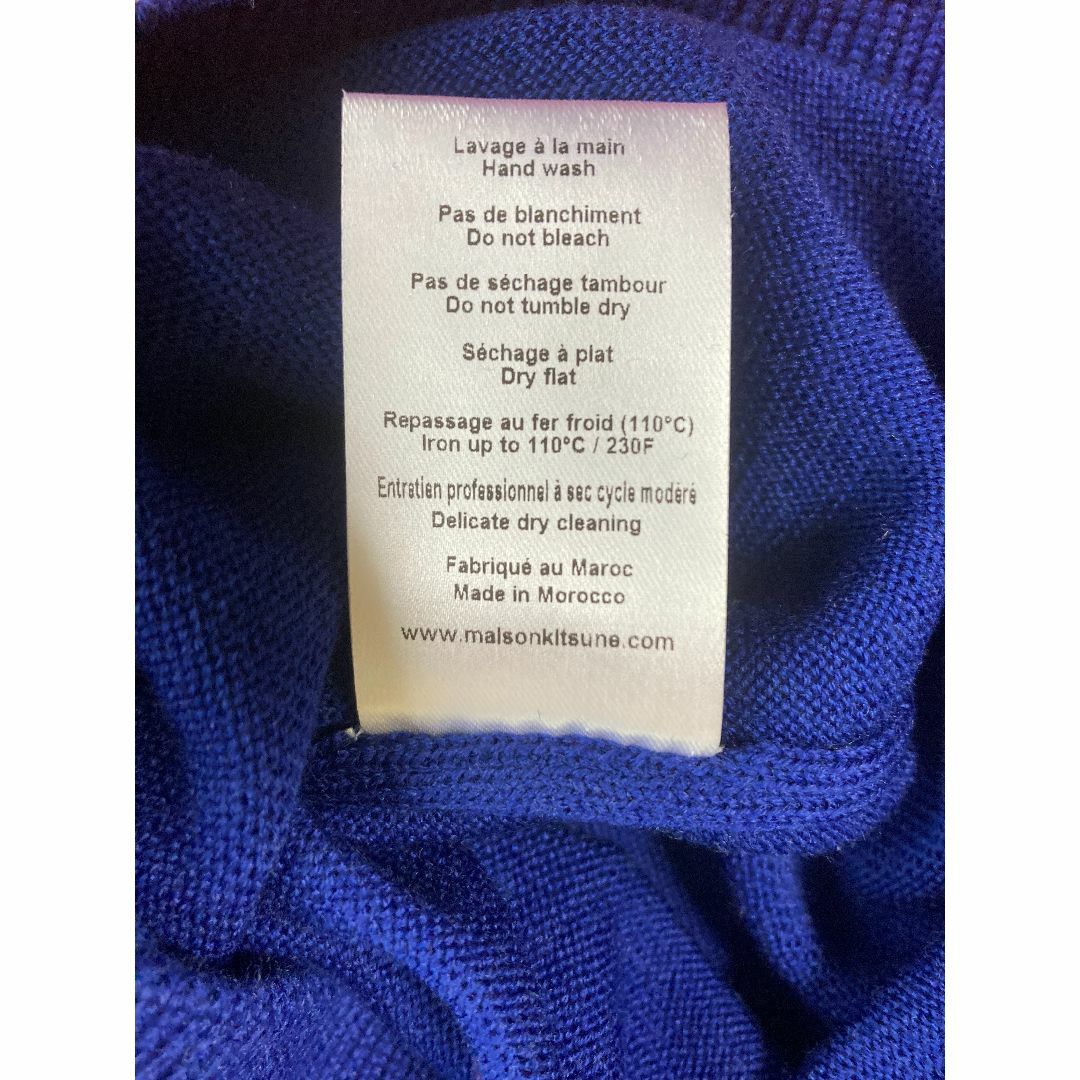 Lavage à la main
Hand wash
Pas de blanchiment
Do not bleach
Pas de séchage tambour
Do not tumble dry
Séchage à plat
Dry flat
Repassage au fer froid (110°C)
Iron up to 110°C / 230F
Entretien professionnel à sec cycle modéré
Delicate dry cleaning
Fabriqué au Maroc
Made in Morocco
www.maisonkitsune.com